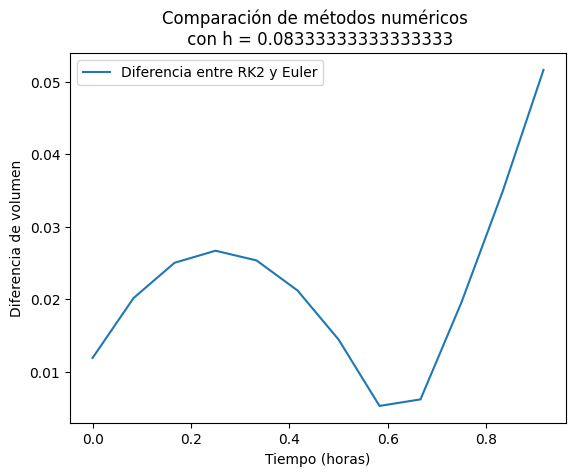 Comparación de métodos numéricos
con h = 0.08333333333333333
Diferencia entre RK2 y Euler
0.05
0.04
0.03
0.02
0.01
Diferencia de volumen
0.0 0.2 0.4 0.6 0.8
Tiempo (horas)